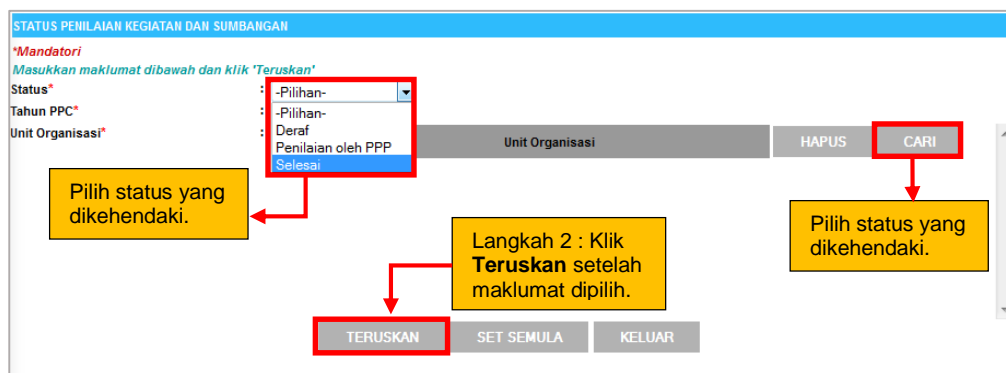 STATUS PENILAIAN KEGIATAN DAN SUMBANGAN
*Mandatori
Masukkan maklumat dibawah dan klik 'Teruskan'
Status* : -Pilihan-
Tahun PPC* : -Pilihan-
Deraf
Unit Organisasi* : Penilaian oleh PPP
Selesai
Unit Organisasi HAPUS CARI
Pilih status yang
dikehendaki.
Pilih status yang
dikehendaki.
Langkah 2 : Klik
Teruskan setelah
maklumat dipilih.
TERUSKAN SET SEMULA KELUAR